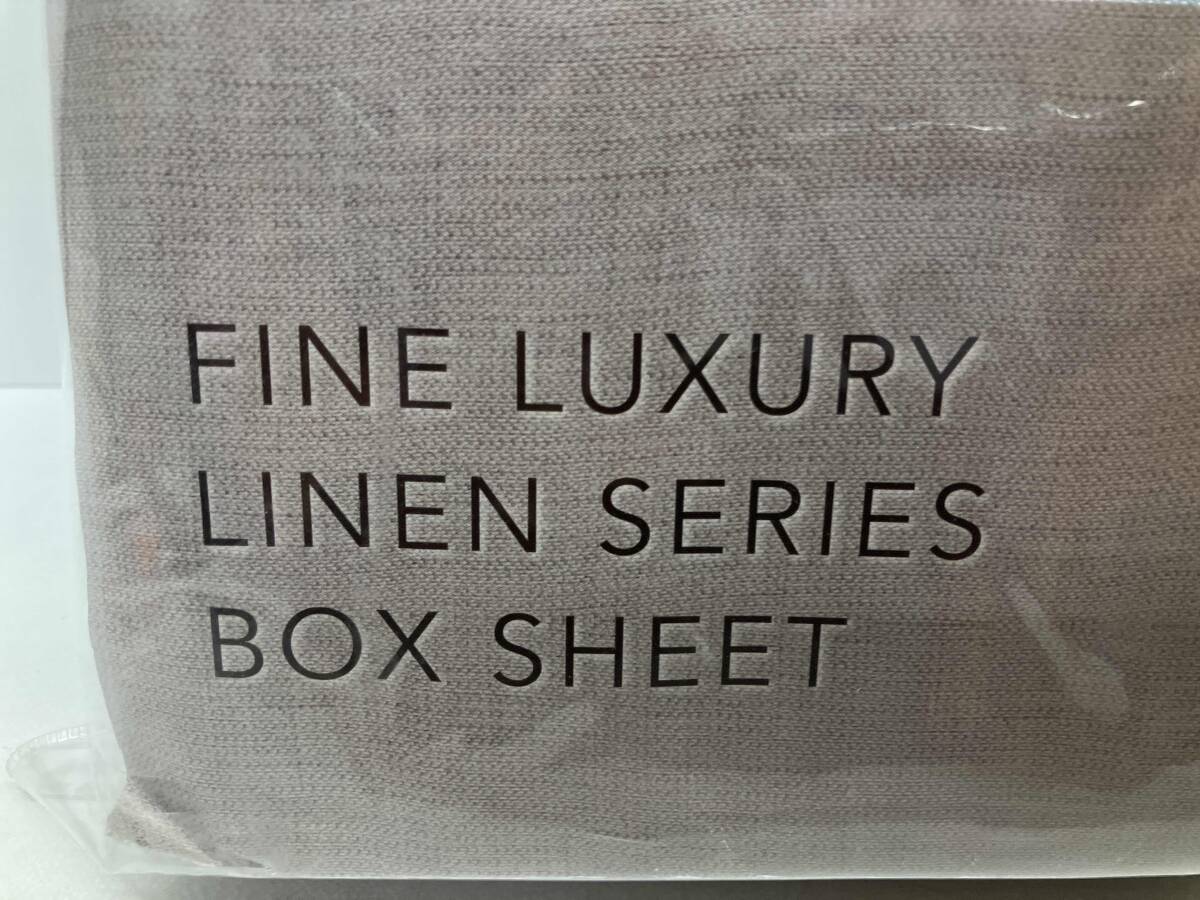 FINE LUXURY
LINEN SERIES
BOX SHEET